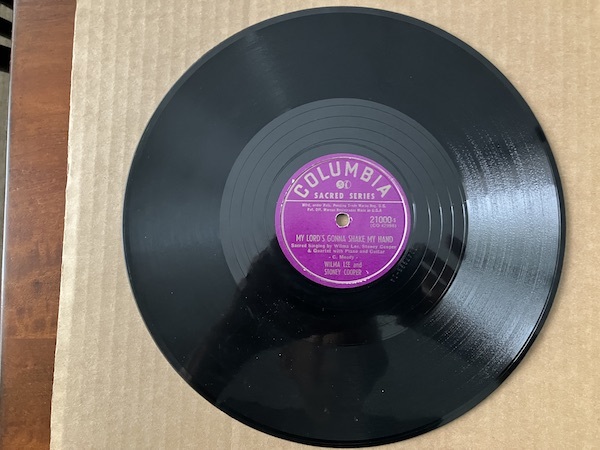 COLUMBIA
SACRED SERIES
21000-s
MY LORD'S GONNA SHAKE MY HAND
Sacred Singing by Wilma Lee, Stoney Cooper
& Quartet with Piano and Guitar
WILMA LEE and
STONEY COOPER